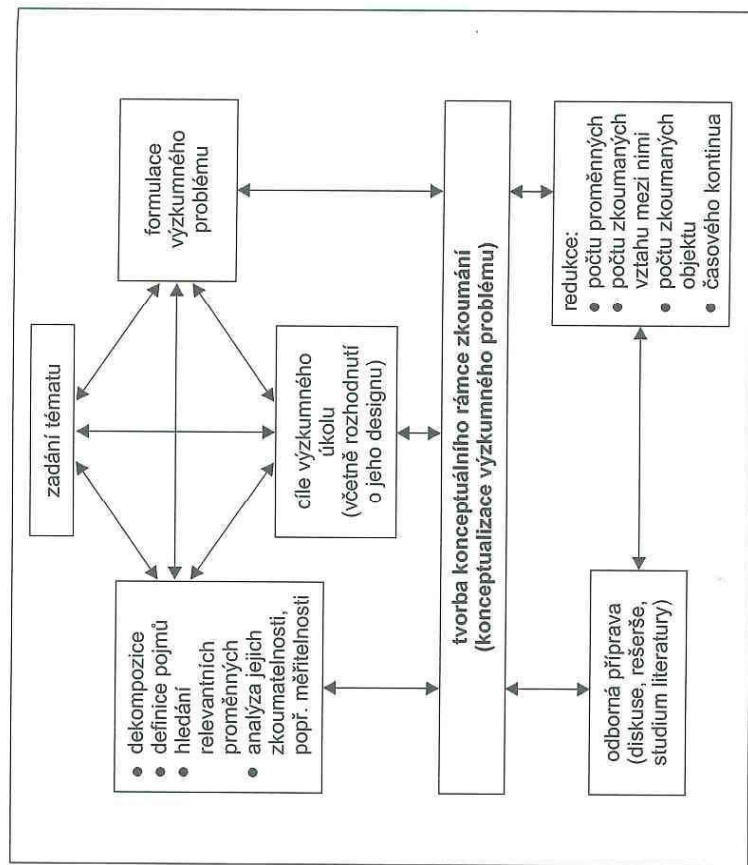 zadání tématu
● dekompozice
● definice pojmů
● hledání
relevantních
proměnných
● analýza jejich
zkoumatelnosti,
popř. měřitelnosti
cíle výzkumného
úkolu
(včetně rozhodnutí
o jeho designu)
formulace
výzkumného
problému
tvorba konceptuálního rámce zkoumání
(konceptualizace výzkumného problému)
odborná příprava
(diskuse, rešerše,
studium literatury)
redukce:
● počtu proměnných
● počtu zkoumaných
vztahu mezi nimi
● počtu zkoumaných
objektu
● časového kontinua